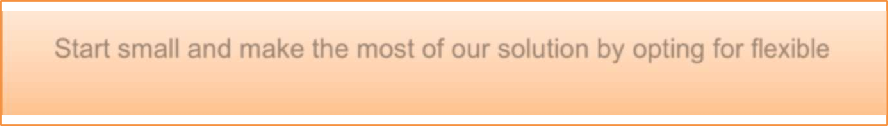 Start small and make the most of our solution by opting for flexible